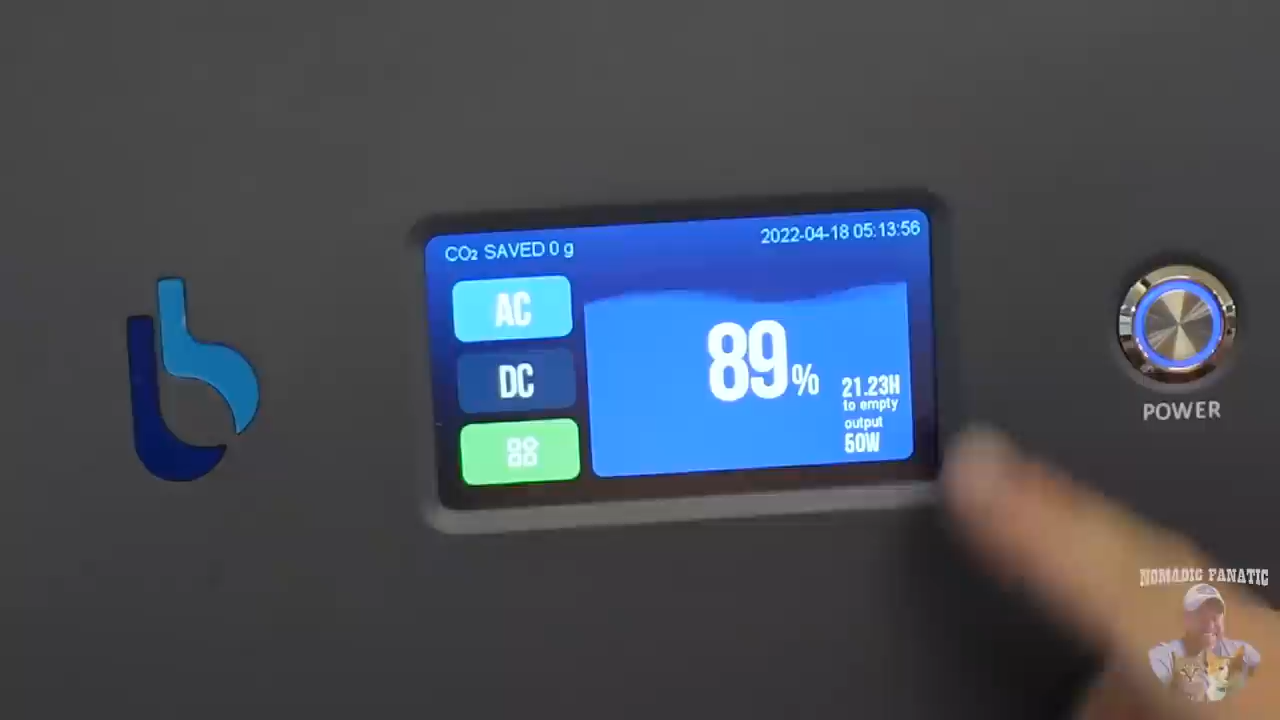 CO₂ SAVED 0 g
2022-04-18 05:13:56
AC
DC
89%
21.23H
to empty
output
50W
POWER
NOMADIC FANATIC